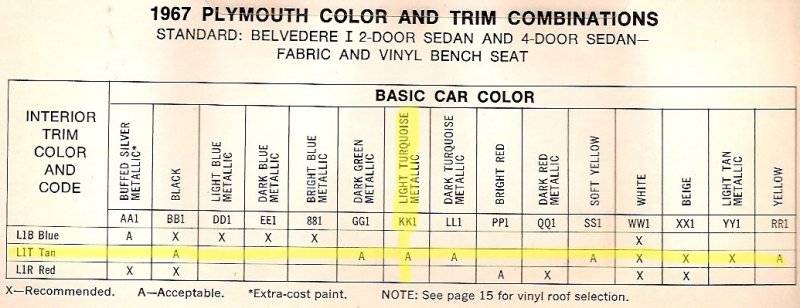 1967 PLYMOUTH COLOR AND TRIM COMBINATIONS
STANDARD: BELVEDERE I 2-DOOR SEDAN AND 4-DOOR SEDAN—
FABRIC AND VINYL BENCH SEAT
INTERIOR
TRIM
COLOR
AND
CODE
BASIC CAR COLOR
BUFFED SILVER
METALLIC*
BLACK
LIGHT BLUE
METALLIC
DARK BLUE
METALLIC
BRIGHT BLUE
METALLIC
DARK GREEN
METALLIC
LIGHT TURQUOISE
METALLIC
DARK TURQUOISE
METALLIC
BRIGHT RED
DARK RED
METALLIC
SOFT YELLOW
WHITE
BEIGE
LIGHT TAN
METALLIC
YELLOW
AA1 BB1 DD1 EE1 881 GG1 KK1 LL1 PP1 QQ1 SS1 WW1 XX1 YY1 RR1
L1B Blue A X X X X X
L1T Tan A A A A A X X X A
L1R Red X X A X X X
X—Recommended. A—Acceptable. *Extra-cost paint. NOTE: See page 15 for vinyl roof selection.